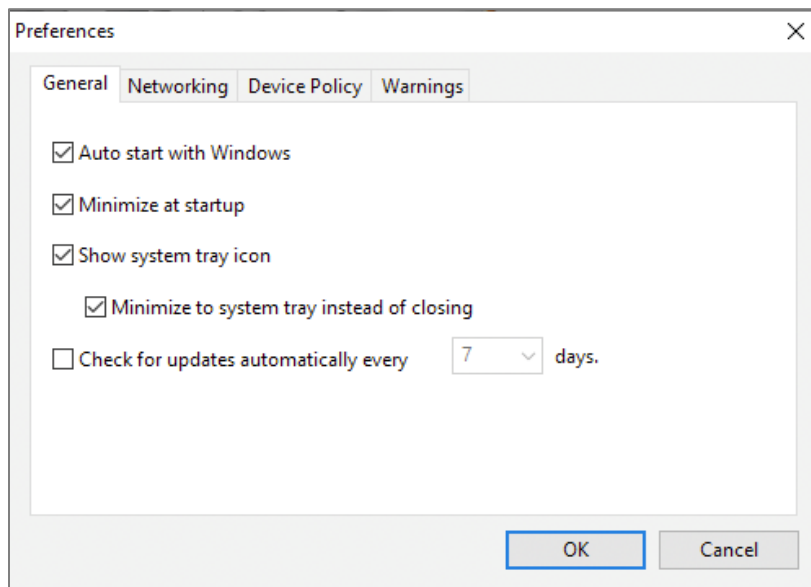 Preferences
General Networking Device Policy Warnings
Auto start with Windows
Minimize at startup
Show system tray icon
Minimize to system tray instead of closing
Check for updates automatically every 7 days.
OK Cancel